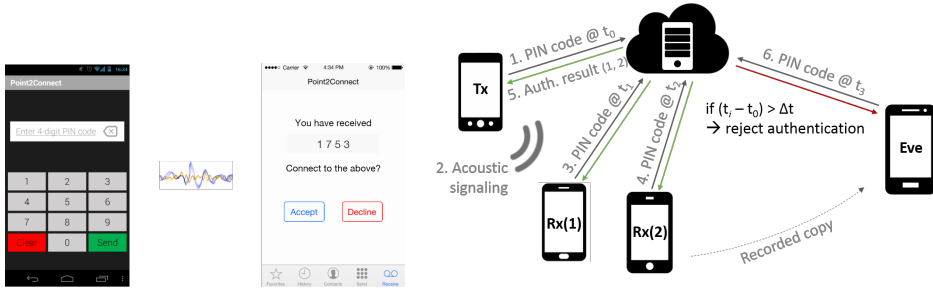 16:24
Point2Connect
Enter 4-digit PIN code
1 2 3
4 5 6
7 8 9
Clear 0 Send
Carrier 4:34 PM 100%
Point2Connect
You have received
1 7 5 3
Connect to the above?
Accept Decline
Favorites History Contacts Send Receive
1. PIN code @ t0
5. Auth. result (1, 2)
Tx
2. Acoustic
signaling
3. PIN code @ t1
4. PIN code @ t2
6. PIN code @ t3
if (ti – t0) > Δt
→ reject authentication
Rx(1)
Rx(2)
Eve
Recorded copy